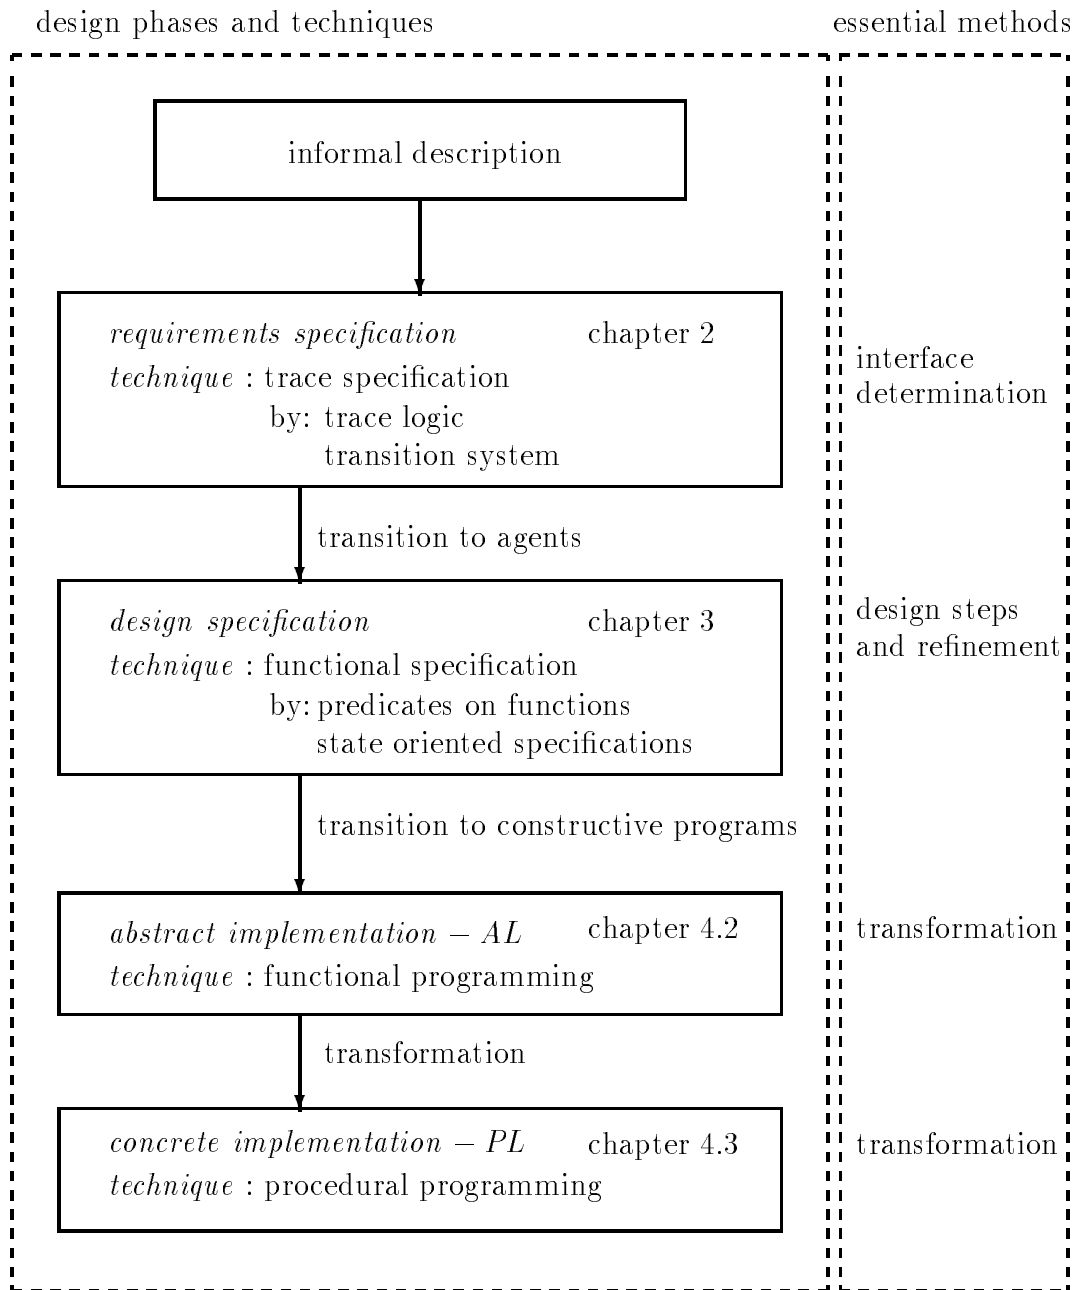 design phases and techniques
essential methods
informal description
requirements specification chapter 2
technique : trace specification
by: trace logic
transition system
interface
determination
transition to agents
design specification chapter 3
technique : functional specification
by: predicates on functions
state oriented specifications
design steps
and refinement
transition to constructive programs
abstract implementation – AL chapter 4.2
technique : functional programming
transformation
transformation
concrete implementation – PL chapter 4.3
technique : procedural programming
transformation